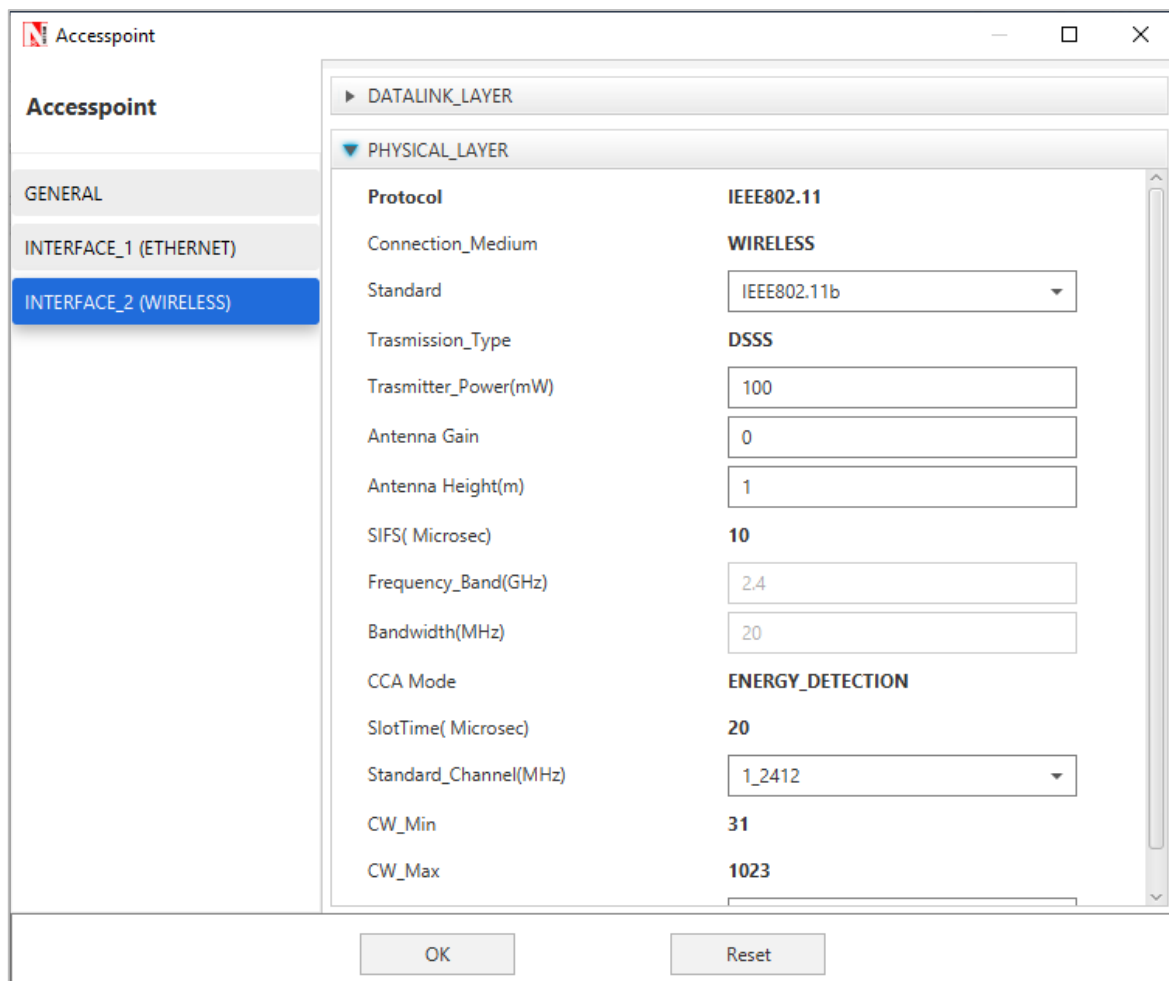 Accesspoint
Accesspoint
GENERAL
INTERFACE_1 (ETHERNET)
INTERFACE_2 (WIRELESS)
DATALINK_LAYER
PHYSICAL_LAYER
Protocol IEEE802.11
Connection_Medium WIRELESS
Standard IEEE802.11b
Trasmission_Type DSSS
Trasmitter_Power(mW) 100
Antenna Gain 0
Antenna Height(m) 1
SIFS( Microsec) 10
Frequency_Band(GHz) 2.4
Bandwidth(MHz) 20
CCA Mode ENERGY_DETECTION
SlotTime( Microsec) 20
Standard_Channel(MHz) 1_2412
CW_Min 31
CW_Max 1023
OK Reset